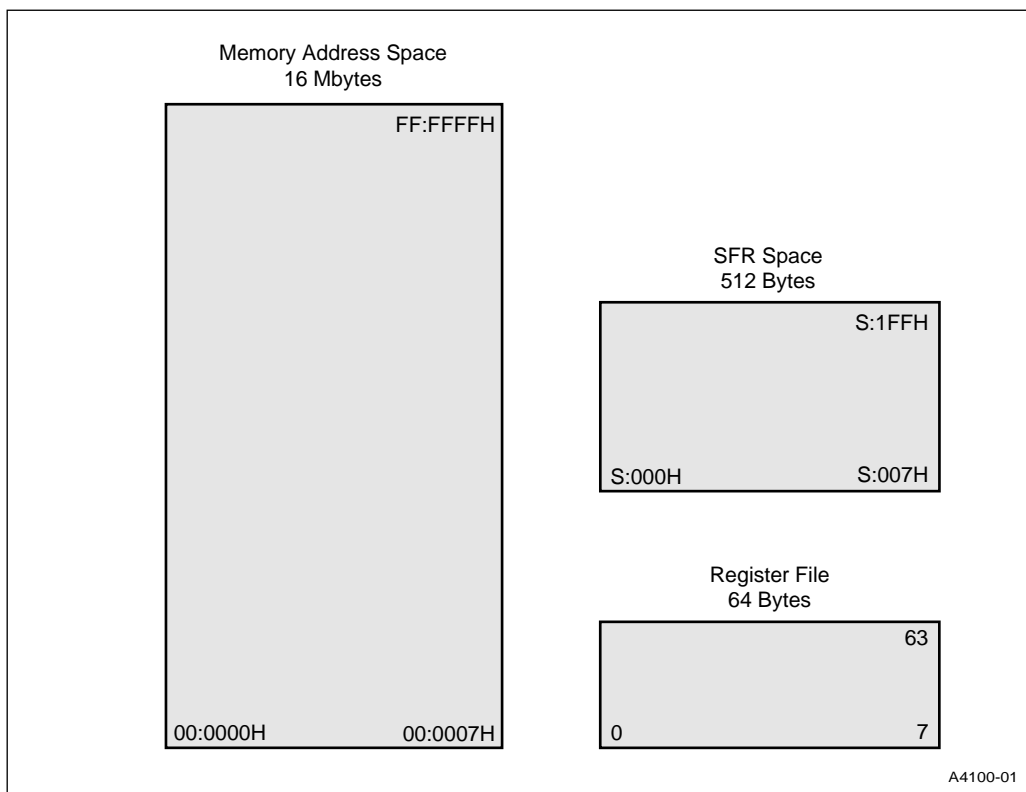 Memory Address Space
16 Mbytes
FF:FFFFH
00:0000H
00:0007H
SFR Space
512 Bytes
S:1FFH
S:000H
S:007H
Register File
64 Bytes
63
0
7
A4100-01